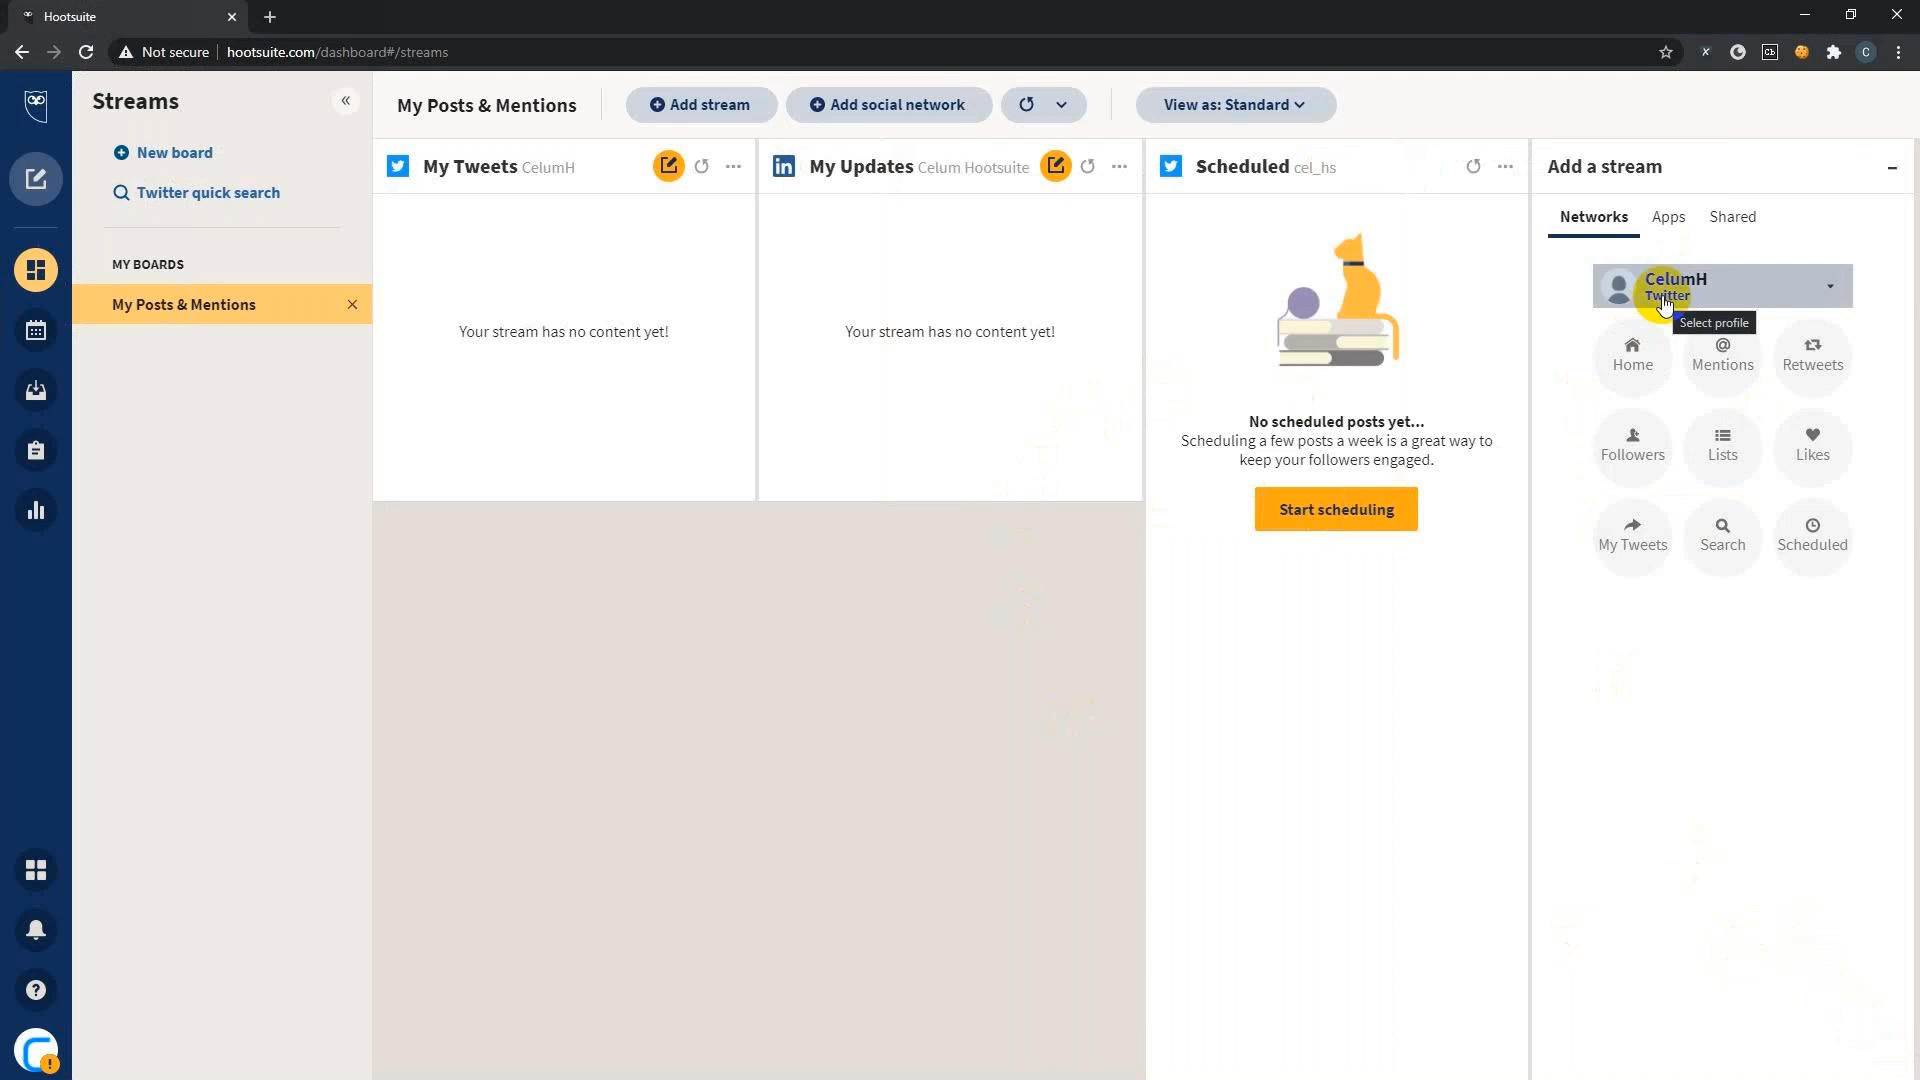 Hootsuite
Not secure hootsuite.com/dashboard#/streams
Cb
C
Streams
New board
Twitter quick search
MY BOARDS
My Posts & Mentions
My Posts & Mentions
Add stream
Add social network
View as: Standard
My Tweets CelumH
My Updates Celum Hootsuite
Scheduled cel_hs
Your stream has no content yet!
Your stream has no content yet!
No scheduled posts yet...
Scheduling a few posts a week is a great way to
keep your followers engaged.
Start scheduling
Add a stream
Networks Apps Shared
CelumH
Twitter
Select profile
Home Mentions Retweets
Followers Lists Likes
My Tweets Search Scheduled